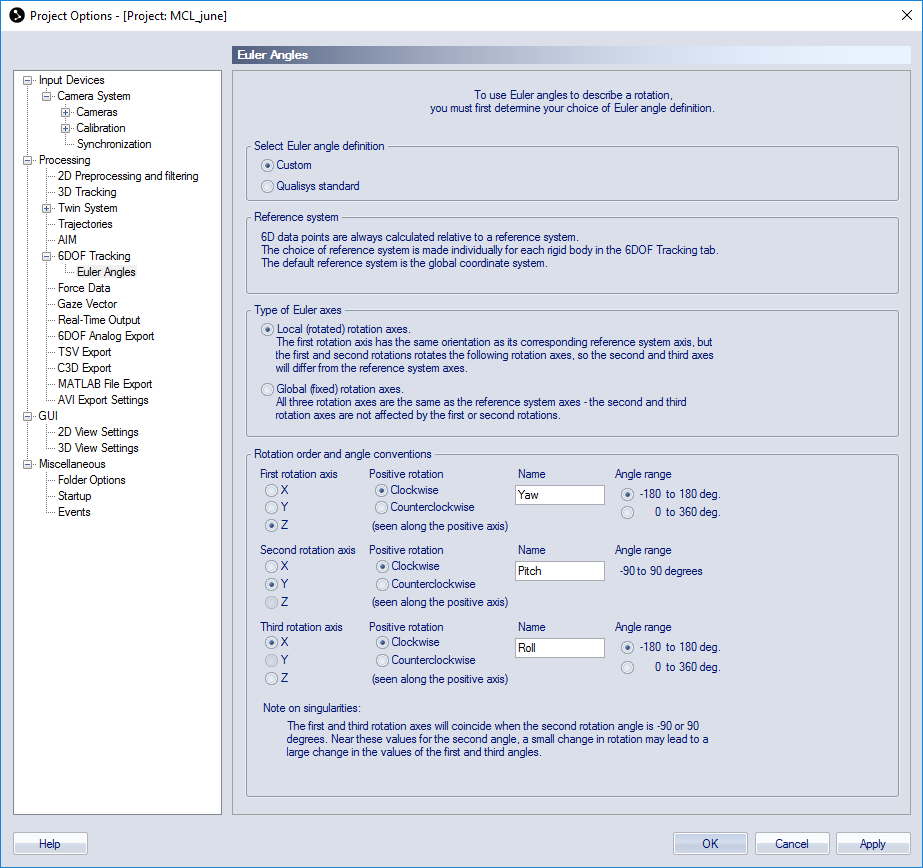 Project Options - [Project: MCL_june]
Euler Angles
Input Devices
Camera System
Cameras
Calibration
Synchronization
Processing
2D Preprocessing and filtering
3D Tracking
Twin System
Trajectories
AIM
6DOF Tracking
Euler Angles
Force Data
Gaze Vector
Real-Time Output
6DOF Analog Export
TSV Export
C3D Export
MATLAB File Export
AVI Export Settings
GUI
2D View Settings
3D View Settings
Miscellaneous
Folder Options
Startup
Events
To use Euler angles to describe a rotation,
you must first determine your choice of Euler angle definition.
Select Euler angle definition
Custom
Qualisys standard
Reference system
6D data points are always calculated relative to a reference system.
The choice of reference system is made individually for each rigid body in the 6DOF Tracking tab.
The default reference system is the global coordinate system.
Type of Euler axes
Local (rotated) rotation axes.
The first rotation axis has the same orientation as its corresponding reference system axis, but
the first and second rotations rotates the following rotation axes, so the second and third axes
will differ from the reference system axes.
Global (fixed) rotation axes.
All three rotation axes are the same as the reference system axes - the second and third
rotation axes are not affected by the first or second rotations.
Rotation order and angle conventions
First rotation axis Positive rotation Name Angle range
X Clockwise Yaw -180 to 180 deg.
Y Counterclockwise 0 to 360 deg.
Z (seen along the positive axis)
Second rotation axis Positive rotation Name Angle range
X Clockwise Pitch -90 to 90 degrees
Y Counterclockwise
Z (seen along the positive axis)
Third rotation axis Positive rotation Name Angle range
X Clockwise Roll -180 to 180 deg.
Y Counterclockwise 0 to 360 deg.
Z (seen along the positive axis)
Note on singularities:
The first and third rotation axes will coincide when the second rotation angle is -90 or 90
degrees. Near these values for the second angle, a small change in rotation may lead to a
large change in the values of the first and third angles.
Help OK Cancel Apply